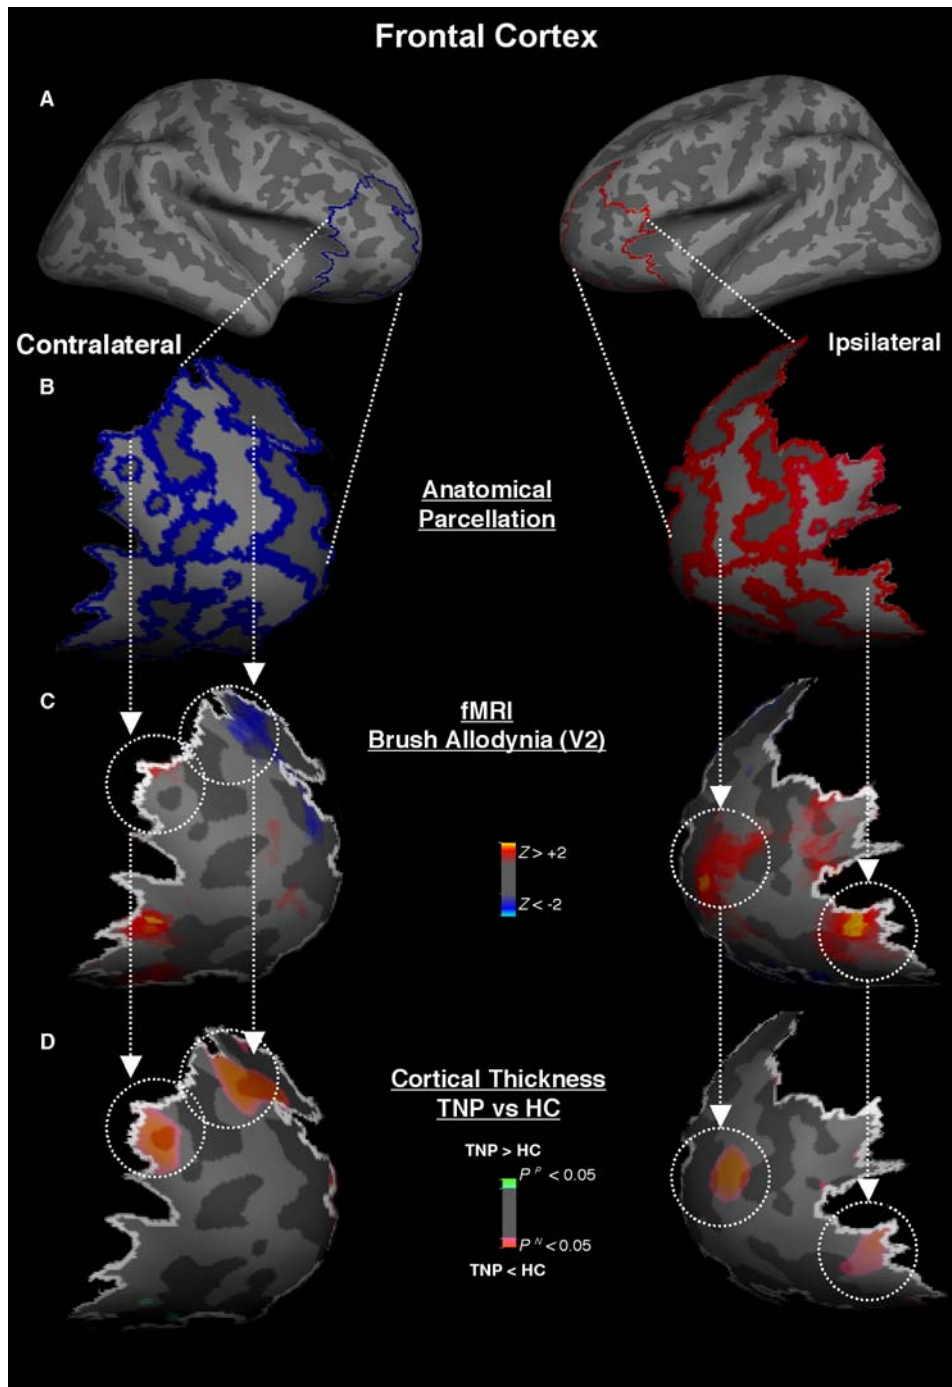 Frontal Cortex
A
Contralateral
Ipsilateral
B
Anatomical
Parcellation
C
fMRI
Brush Allodynia (V2)
Z > +2
Z < -2
D
Cortical Thickness
TNP vs HC
TNP > HC
P P < 0.05
P N < 0.05
TNP < HC